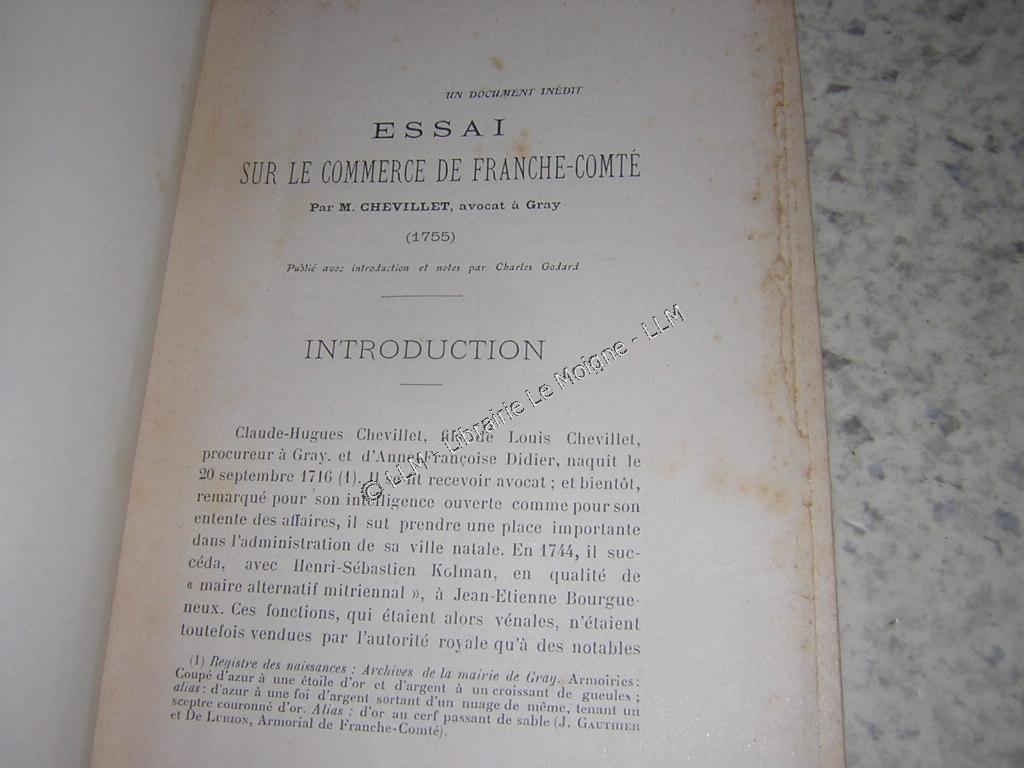 UN DOCUMENT INÉDIT
ESSAI
SUR LE COMMERCE DE FRANCHE-COMTÉ
Par M. CHEVILLET, avocat à Gray
(1755)
Publié avec introduction et notes par Charles Godard
INTRODUCTION
Claude-Hugues Chevillet, fils de Louis Chevillet,
procureur à Gray. et d'Anne-Françoise Didier, naquit le
20 septembre 1716 (1). Il fit recevoir avocat ; et bientôt,
remarqué pour son intelligence ouverte comme pour son
entente des affaires, il sut prendre une place importante
dans l'administration de sa ville natale. En 1744, il suc-
céda, avec Henri-Sébastien Kolman, en qualité de
« maire alternatif mitriennal », à Jean-Etienne Bourgue-
neux. Ces fonctions, qui étaient alors vénales, n'étaient
toutefois vendues par l'autorité royale qu'à des notables
(1) Registre des naissances : Archives de la mairie de Gray. Armoiries :
Coupé d'azur à une étoile d'or et d'argent à un croissant de gueules ;
alias : d'azur à une foi d'argent sortant d'un nuage de même, tenant un
sceptre couronné d'or. Alias : d'or au cerf passant de sable (J. GAUTHIER
et DE LURION, Armorial de Franche-Comté).
© LLM - Librairie Le Moigne - LLM